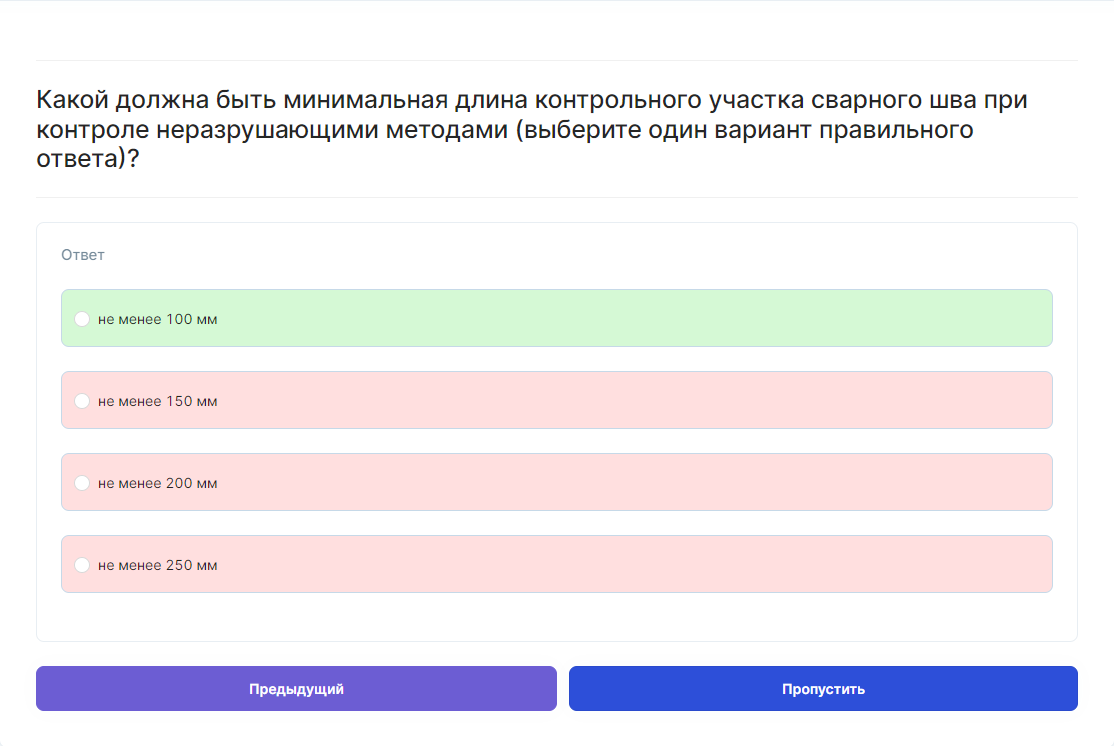 Какой должна быть минимальная длина контрольного участка сварного шва при
контроле неразрушающими методами (выберите один вариант правильного
ответа)?
Ответ
не менее 100 мм
не менее 150 мм
не менее 200 мм
не менее 250 мм
Предыдущий
Пропустить